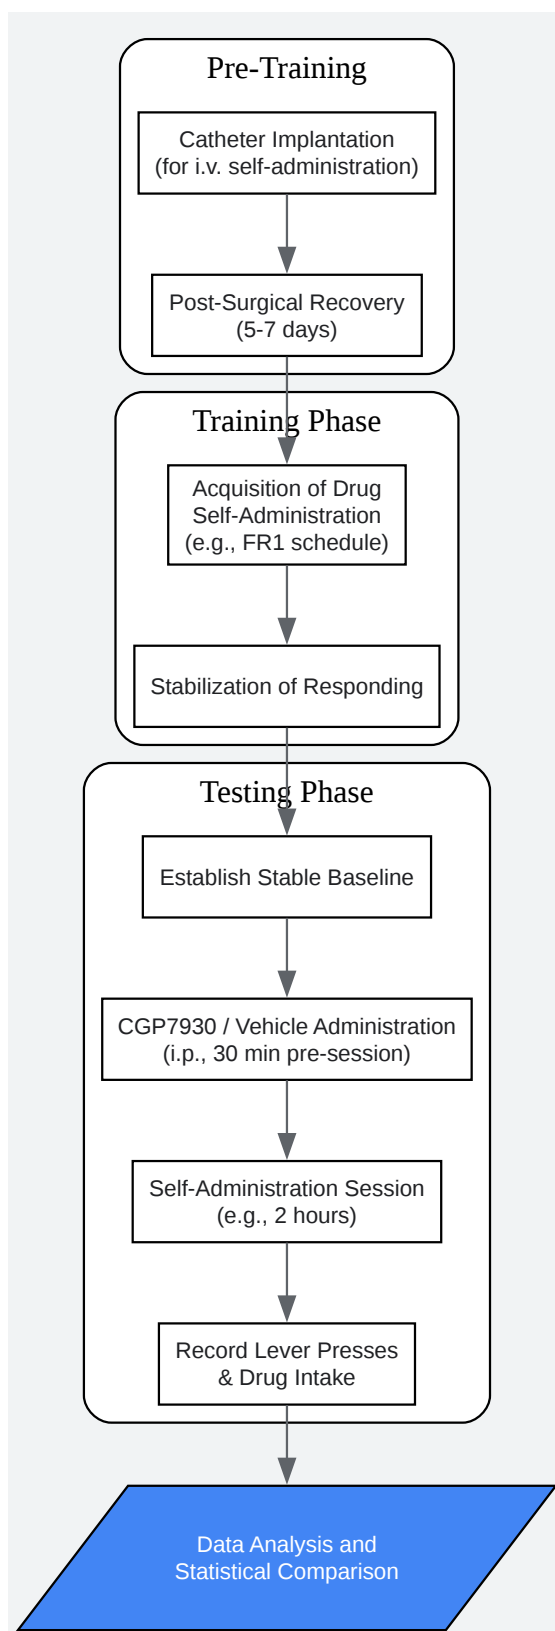 Pre-Training
Catheter Implantation
(for i.v. self-administration)
Post-Surgical Recovery
(5-7 days)
Training Phase
Acquisition of Drug
Self-Administration
(e.g., FR1 schedule)
Stabilization of Responding
Testing Phase
Establish Stable Baseline
CGP7930 / Vehicle Administration
(i.p., 30 min pre-session)
Self-Administration Session
(e.g., 2 hours)
Record Lever Presses
& Drug Intake
Data Analysis and
Statistical Comparison